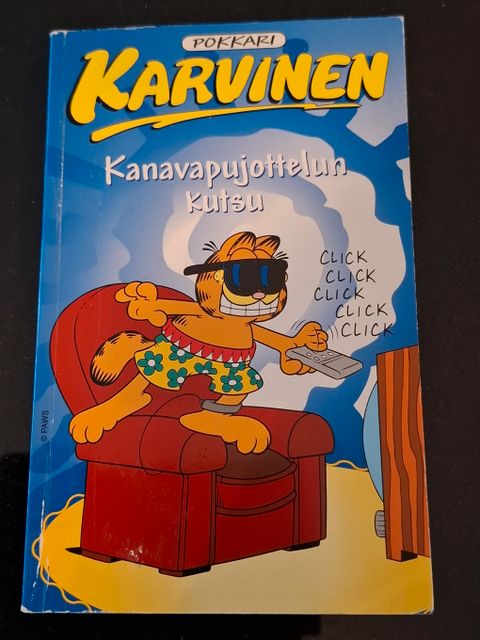 POKKARI
KARVINEN
Kanavapujottelun
kutsu
CLICK
CLICK
CLICK
CLICK
CLICK
© PAWS